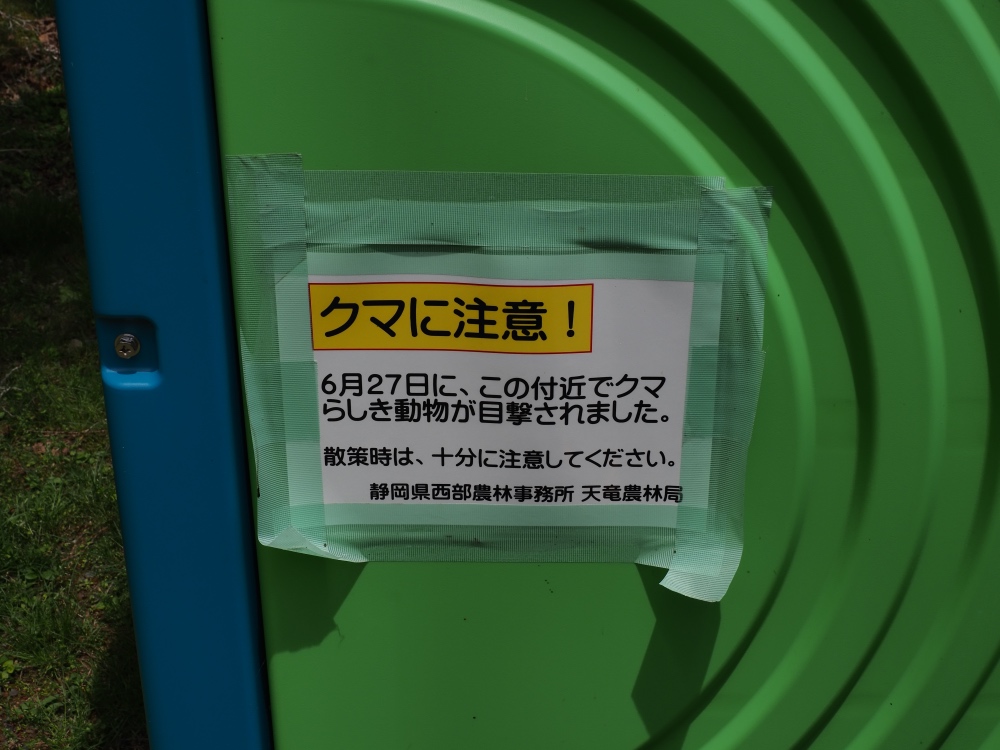 クマに注意！
6月27日に、この付近でクマ
らしき動物が目撃されました。
散策時は、十分に注意してください。
静岡県西部農林事務所 天竜農林局